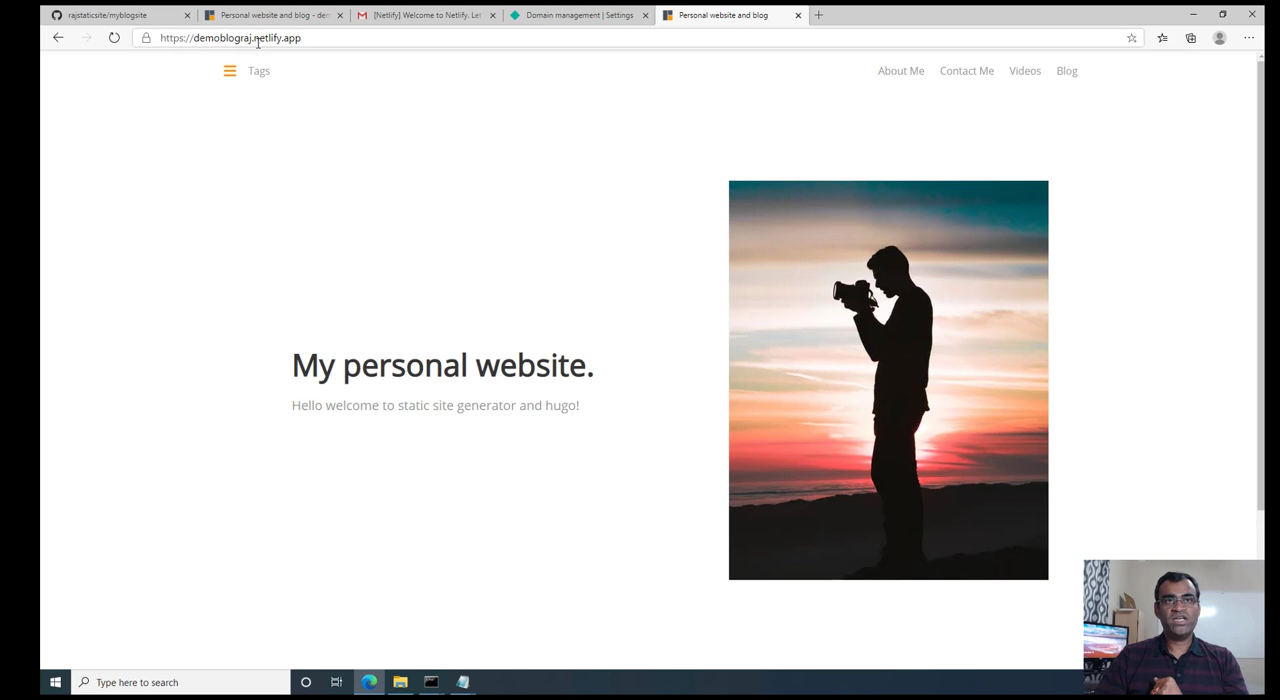 rajstaticsite/myblogsite
Personal website and blog - dem
[Netlify] Welcome to Netlify. Let
Domain management | Settings
Personal website and blog
https://demoblograj.netlify.app
Tags
About Me Contact Me Videos Blog
My personal website.
Hello welcome to static site generator and hugo!
Type here to search